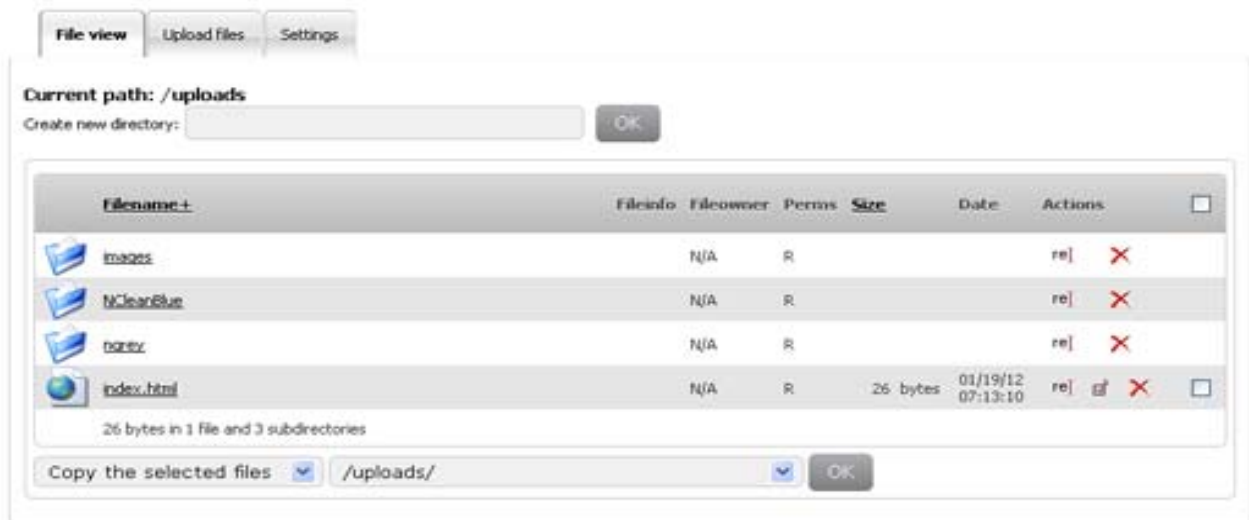 File view Upload files Settings
Current path: /uploads
Create new directory: OK
Filename+ Fileinfo Fileowner Perms Size Date Actions
images N/A R re]
NCleanBlue N/A R re]
ngrey N/A R re]
index.html N/A R 26 bytes 01/19/12 07:13:10 re]
26 bytes in 1 file and 3 subdirectories
Copy the selected files /uploads/ OK